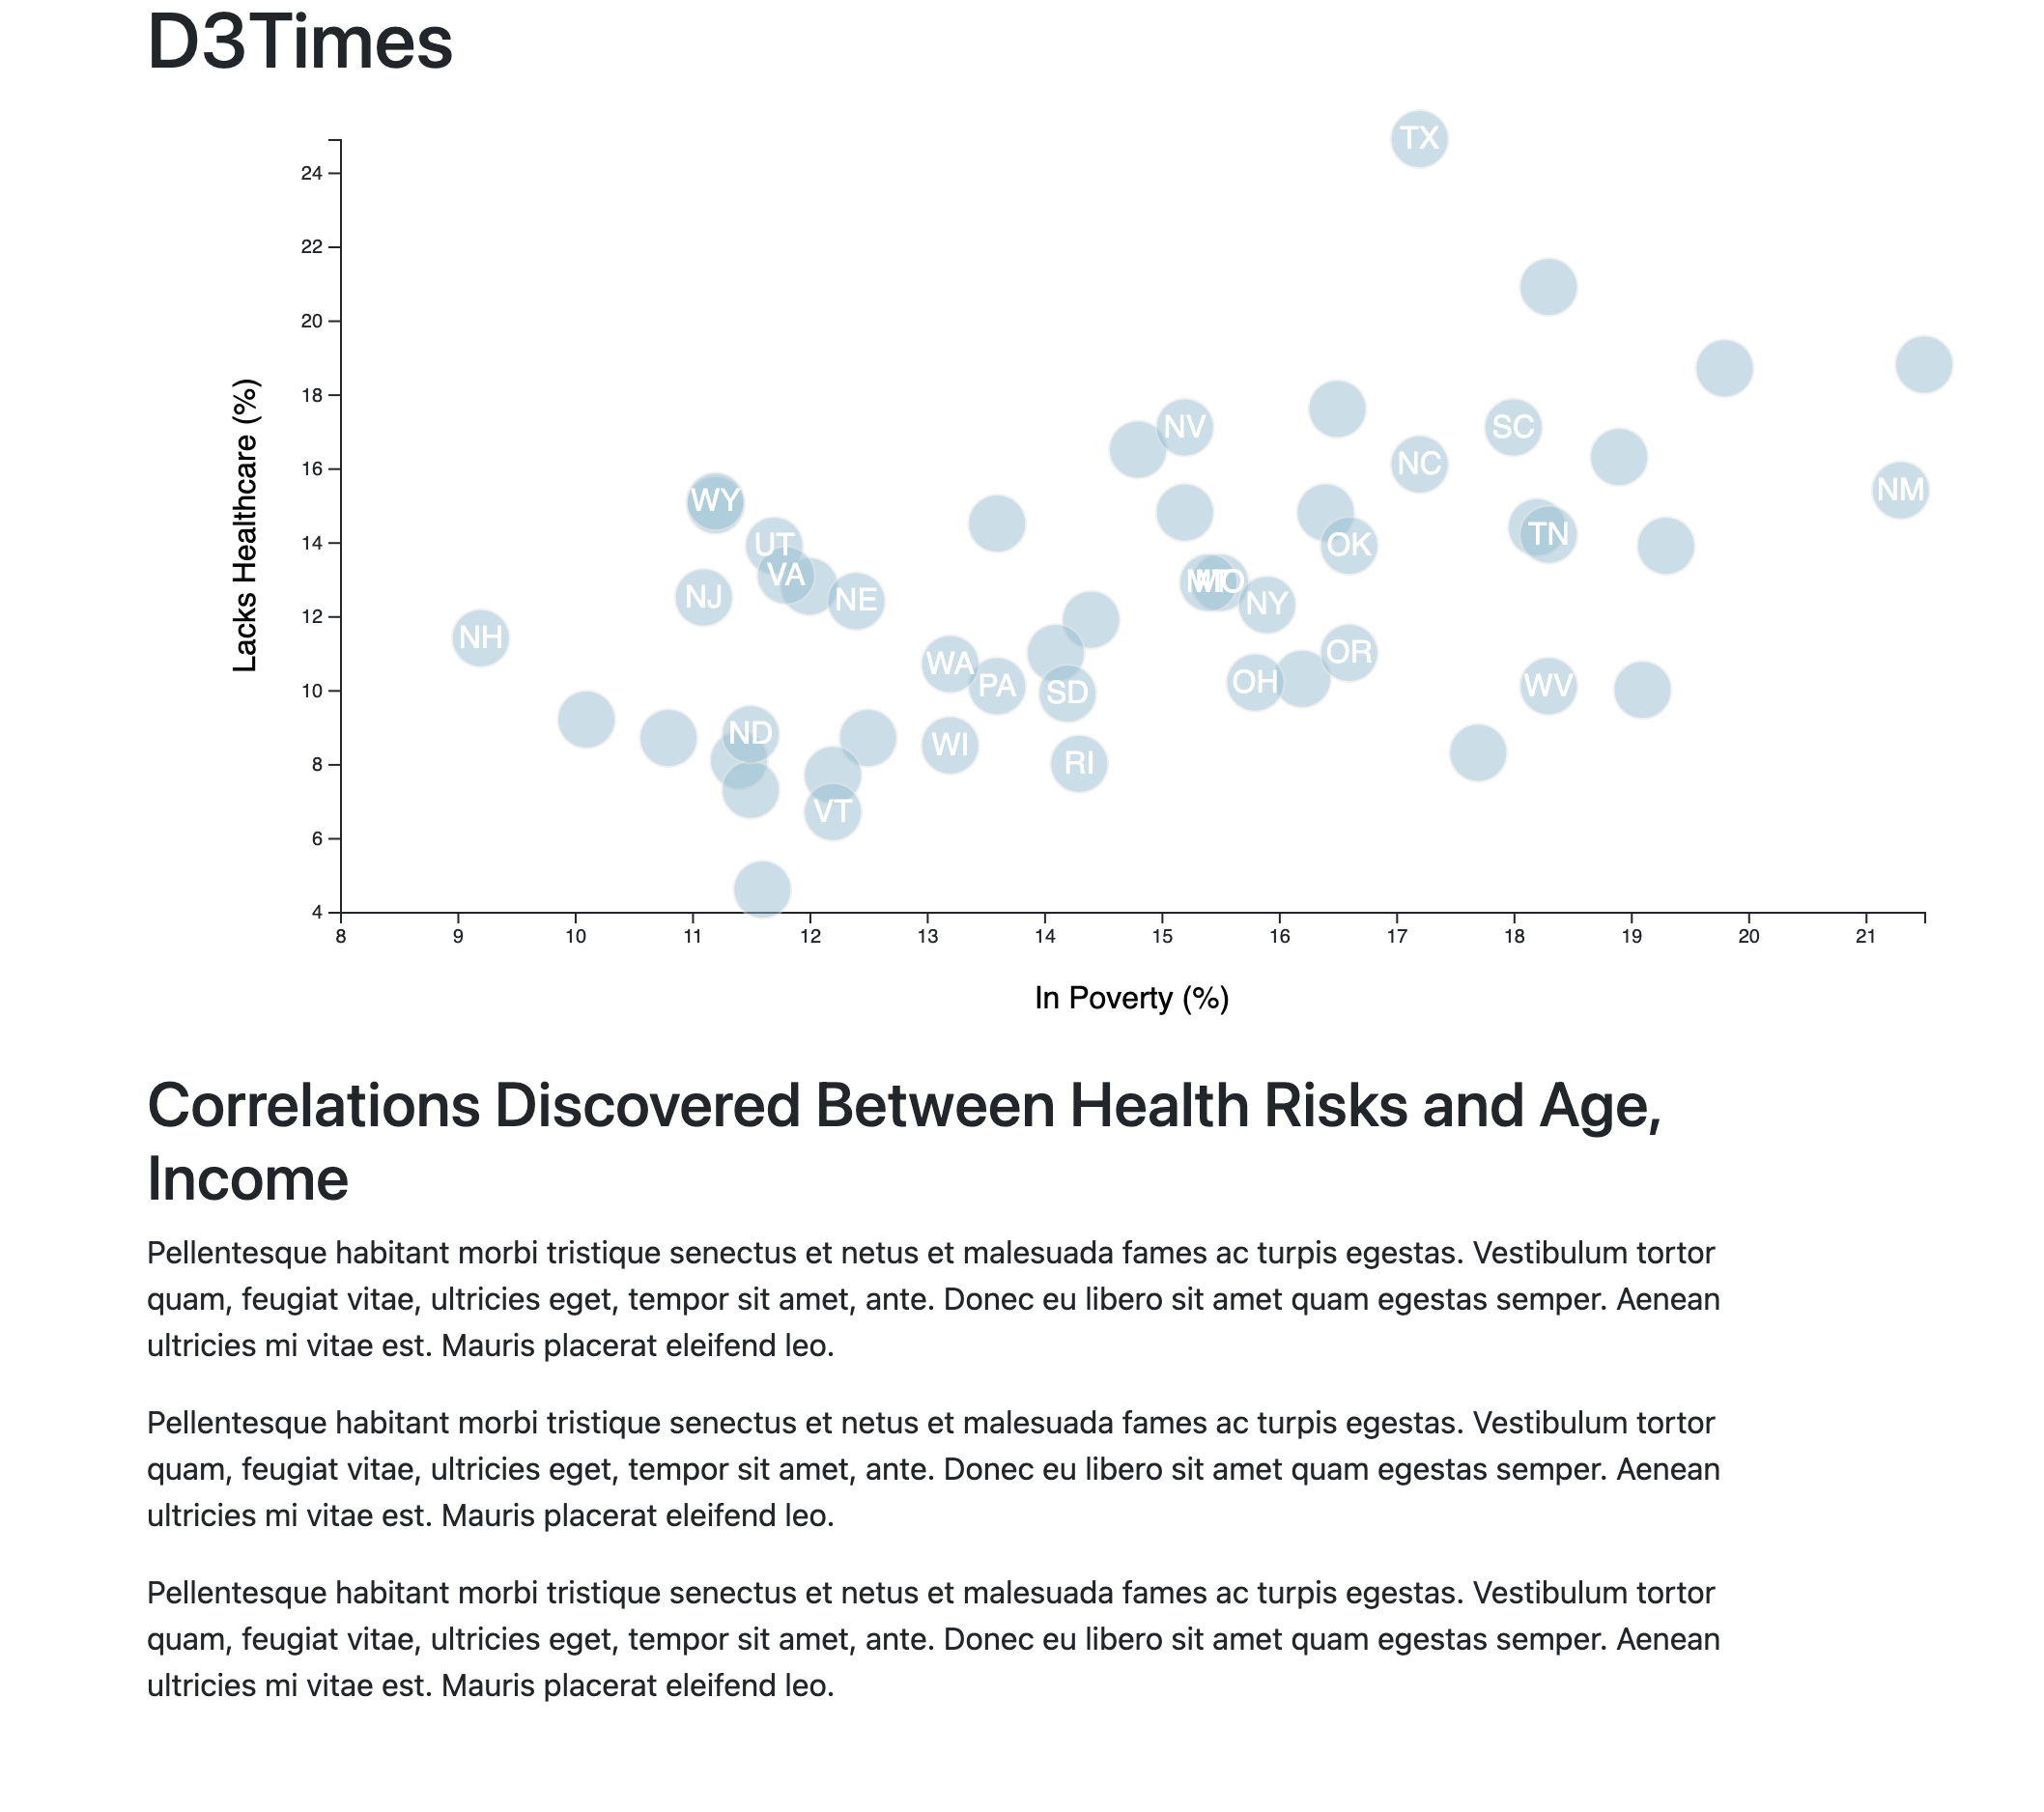 D3Times
TX
24
22
20
18
NV
SC
16
NC
NM
WY
14
UT
OK
TN
VA
NJ
NE
NY
12
NH
WA
OR
10
PA
SD
OH
WV
ND
WI
8
RI
VT
6
4
Lacks Healthcare (%)
8 9 10 11 12 13 14 15 16 17 18 19 20 21
In Poverty (%)
Correlations Discovered Between Health Risks and Age,
Income
Pellentesque habitant morbi tristique senectus et netus et malesuada fames ac turpis egestas. Vestibulum tortor
quam, feugiat vitae, ultricies eget, tempor sit amet, ante. Donec eu libero sit amet quam egestas semper. Aenean
ultricies mi vitae est. Mauris placerat eleifend leo.
Pellentesque habitant morbi tristique senectus et netus et malesuada fames ac turpis egestas. Vestibulum tortor
quam, feugiat vitae, ultricies eget, tempor sit amet, ante. Donec eu libero sit amet quam egestas semper. Aenean
ultricies mi vitae est. Mauris placerat eleifend leo.
Pellentesque habitant morbi tristique senectus et netus et malesuada fames ac turpis egestas. Vestibulum tortor
quam, feugiat vitae, ultricies eget, tempor sit amet, ante. Donec eu libero sit amet quam egestas semper. Aenean
ultricies mi vitae est. Mauris placerat eleifend leo.